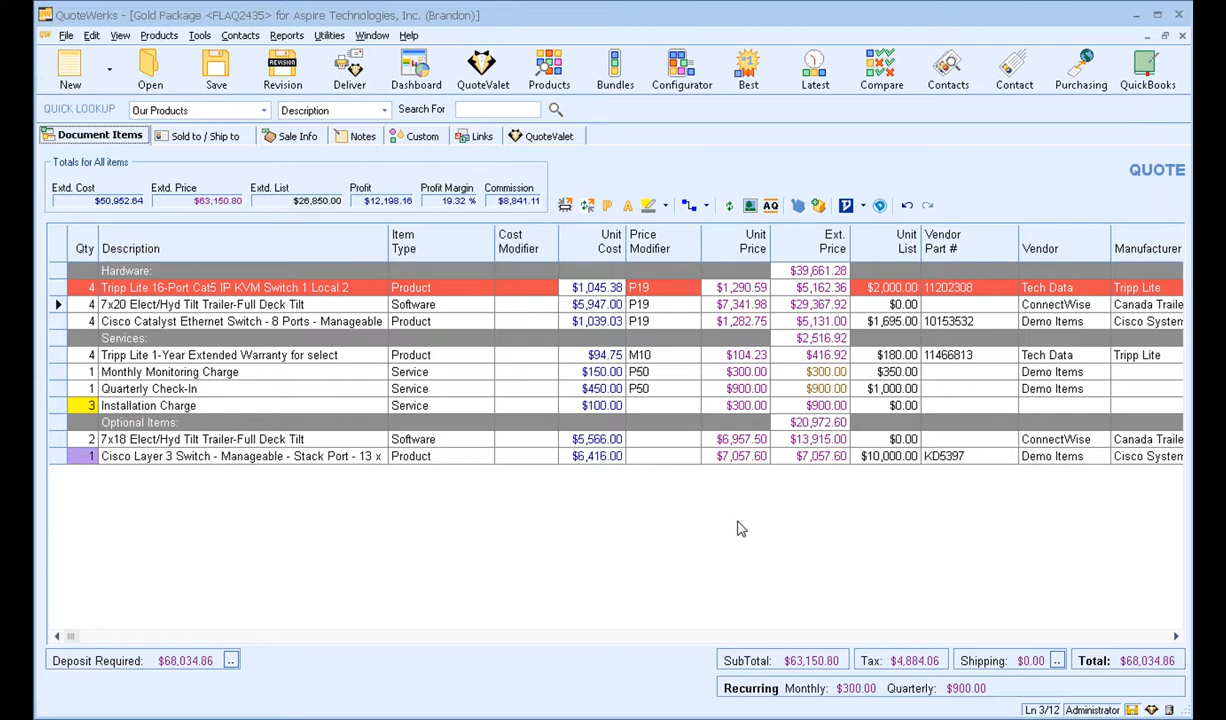 QuoteWerks - [Gold Package <FLAQ2435> for Aspire Technologies, Inc. (Brandon)]
File Edit View Products Tools Contacts Reports Utilities Window Help
New Open Save Revision Deliver Dashboard QuoteValet Products Bundles Configurator Best Latest Compare Contacts Contact Purchasing QuickBooks
QUICK LOOKUP Our Products Description Search For
Document Items Sold to / Ship to Sale Info Notes Custom Links QuoteValet
Totals for All items
QUOTE
Extd. Cost Extd. Price Extd. List Profit Profit Margin Commission
$50,952.64 $63,150.80 $26,850.00 $12,198.16 19.32 % $8,841.11
Qty Description Item Type Cost Modifier Unit Cost Price Modifier Unit Price Ext. Price Unit List Vendor Part # Vendor Manufacturer
Hardware: $39,661.28
4 Tripp Lite 16-Port Cat5 IP KVM Switch 1 Local 2 Product $1,045.38 P19 $1,290.59 $5,162.36 $2,000.00 11202308 Tech Data Tripp Lite
4 7x20 Elect/Hyd Tilt Trailer-Full Deck Tilt Software $5,947.00 P19 $7,341.98 $29,367.92 $0.00 ConnectWise Canada Traile
4 Cisco Catalyst Ethernet Switch - 8 Ports - Manageable Product $1,039.03 P19 $1,282.75 $5,131.00 $1,695.00 10153532 Demo Items Cisco System
Services: $2,516.92
4 Tripp Lite 1-Year Extended Warranty for select Product $94.75 M10 $104.23 $416.92 $180.00 11466813 Tech Data Tripp Lite
1 Monthly Monitoring Charge Service $150.00 P50 $300.00 $300.00 $350.00 Demo Items
1 Quarterly Check-In Service $450.00 P50 $900.00 $900.00 $1,000.00 Demo Items
3 Installation Charge Service $100.00 $300.00 $900.00 $0.00
Optional Items: $20,972.60
2 7x18 Elect/Hyd Tilt Trailer-Full Deck Tilt Software $5,566.00 $6,957.50 $13,915.00 $0.00 ConnectWise Canada Traile
1 Cisco Layer 3 Switch - Manageable - Stack Port - 13 x Product $6,416.00 $7,057.60 $7,057.60 $10,000.00 KD5397 Demo Items Cisco System
Deposit Required: $68,034.86 SubTotal: $63,150.80 Tax: $4,884.06 Shipping: $0.00 Total: $68,034.86
Recurring Monthly: $300.00 Quarterly: $900.00
Ln 3/12 Administrator